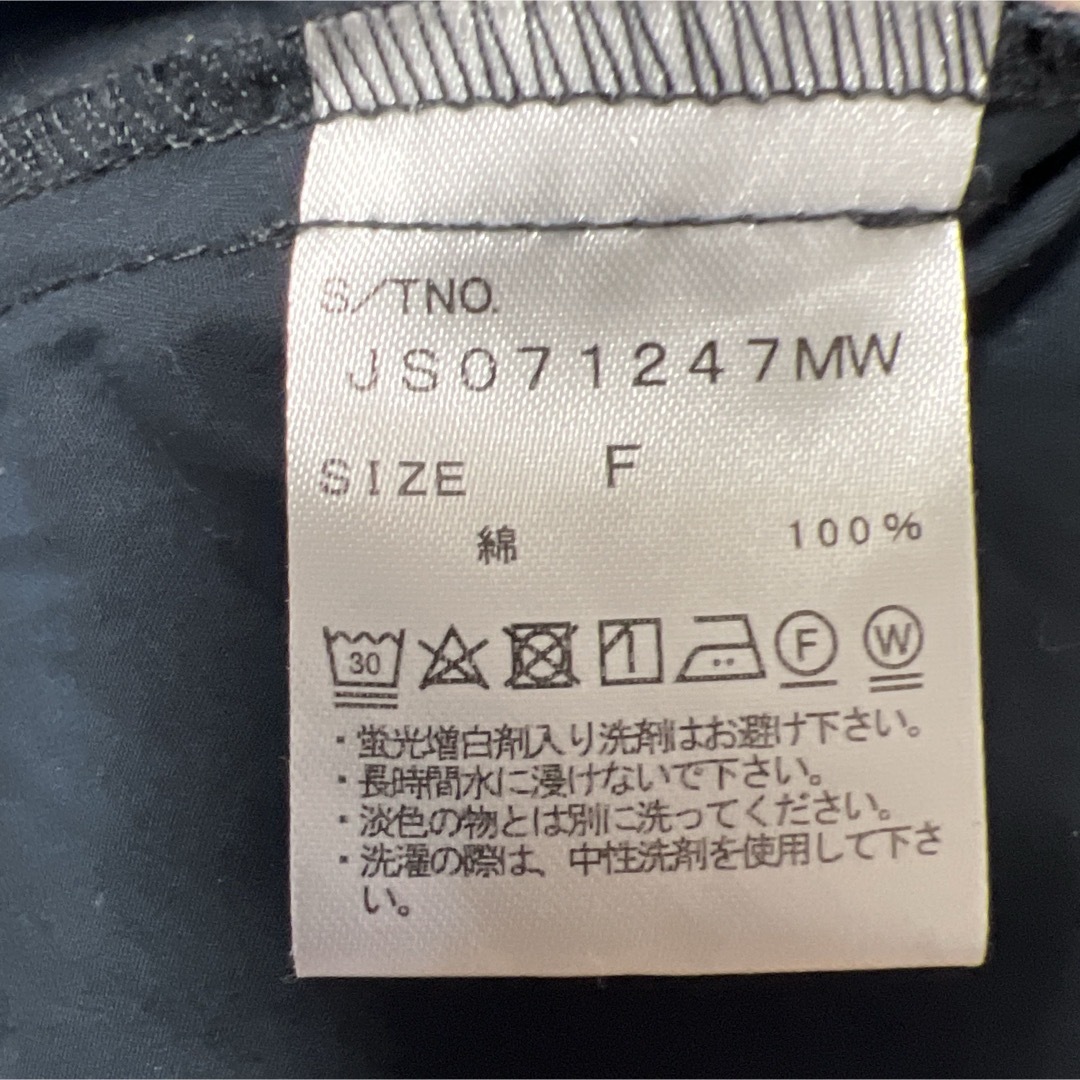 S/TNO.
JS071247MW
SIZE F
綿 100%
30 F W
・蛍光増白剤入り洗剤はお避け下さい。
・長時間水に浸けないで下さい。
・淡色の物とは別に洗ってください。
・洗濯の際は、中性洗剤を使用して下さ
い。